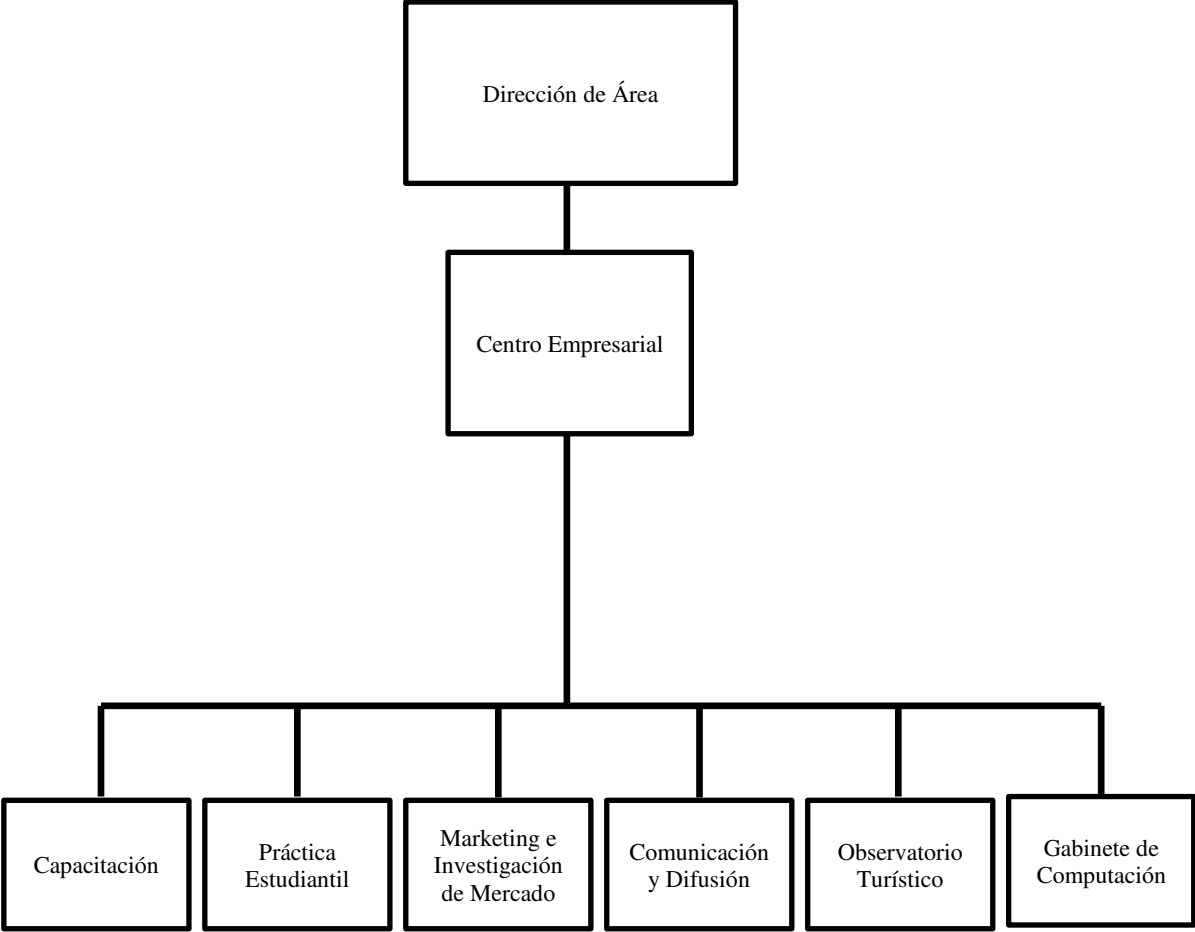 Dirección de Área
Centro Empresarial
Capacitación
Práctica
Estudiantil
Marketing e
Investigación
de Mercado
Comunicación
y Difusión
Observatorio
Turístico
Gabinete de
Computación